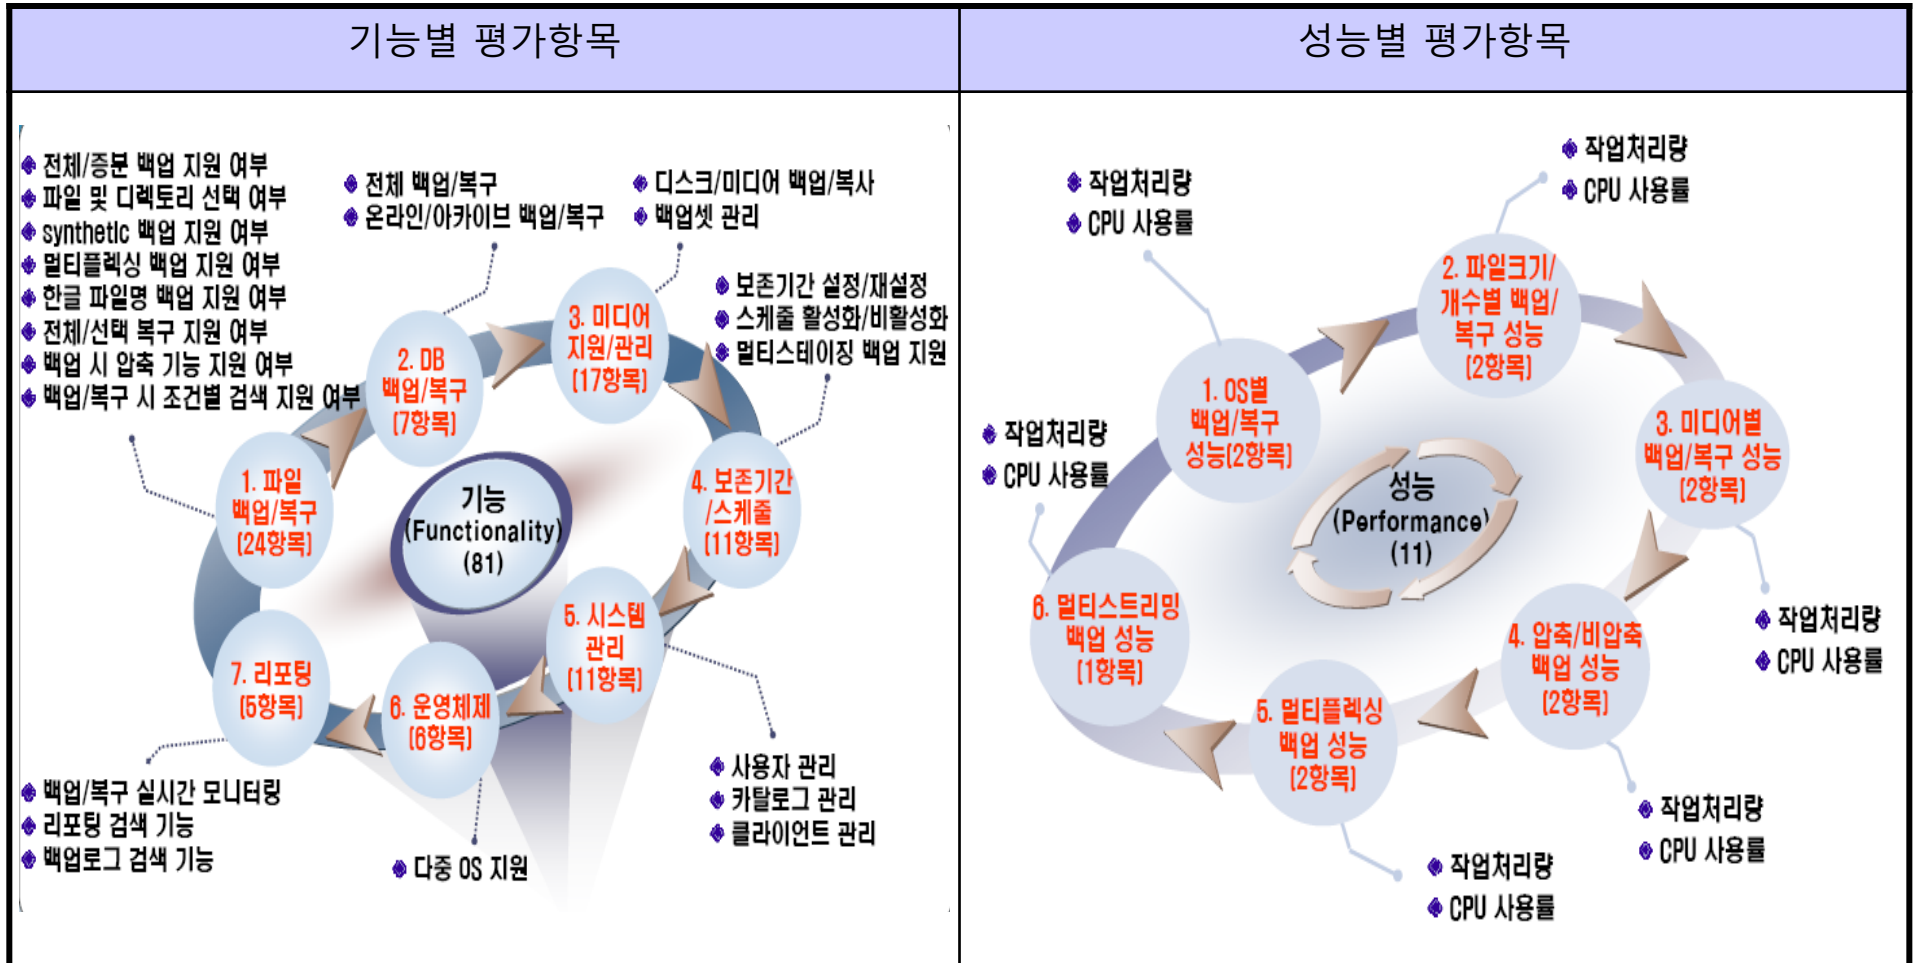 기능별 평가항목
전체/증분 백업 지원 여부
파일 및 디렉토리 선택 여부
synthetic 백업 지원 여부
멀티플렉싱 백업 지원 여부
한글 파일명 백업 지원 여부
전체/선택 복구 지원 여부
백업 시 압축 기능 지원 여부
백업/복구 시 조건별 검색 지원 여부
전체 백업/복구
온라인/아카이브 백업/복구
디스크/미디어 백업/복사
백업셋 관리
보존기간 설정/재설정
스케줄 활성화/비활성화
멀티스테이징 백업 지원
1. 파일
백업/복구
(24항목)
2. DB
백업/복구
(7항목)
3. 미디어
지원/관리
(17항목)
4. 보존기간
/스케줄
(11항목)
5. 시스템
관리
(11항목)
6. 운영체제
(6항목)
7. 리포팅
(5항목)
기능
(Functionality)
(81)
사용자 관리
카탈로그 관리
클라이언트 관리
다중 OS 지원
백업/복구 실시간 모니터링
리포팅 검색 기능
백업로그 검색 기능
성능별 평가항목
작업처리량
CPU 사용률
1. OS별
백업/복구
성능(2항목)
작업처리량
CPU 사용률
2. 파일크기/
개수별 백업/
복구 성능
(2항목)
3. 미디어별
백업/복구 성능
(2항목)
작업처리량
CPU 사용률
4. 압축/비압축
백업 성능
(2항목)
작업처리량
CPU 사용률
5. 멀티플렉싱
백업 성능
(2항목)
작업처리량
CPU 사용률
작업처리량
CPU 사용률
6. 멀티스트리밍
백업 성능
(1항목)
성능
(Performance)
(11)